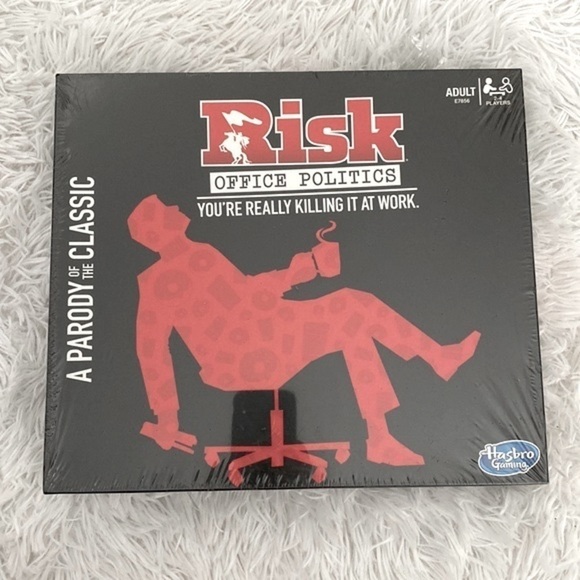 ADULT
E7856
2-4
PLAYERS
RISK
OFFICE POLITICS
YOU'RE REALLY KILLING IT AT WORK.
A PARODY OF THE CLASSIC
Hasbro
Gaming